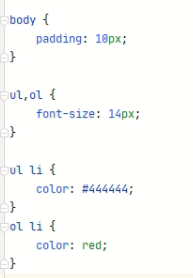 body {
    padding: 10px;
}

ul,ol {
    font-size: 14px;
}

ul li {
    color: #444444;
}
ol li {
    color: red;
}